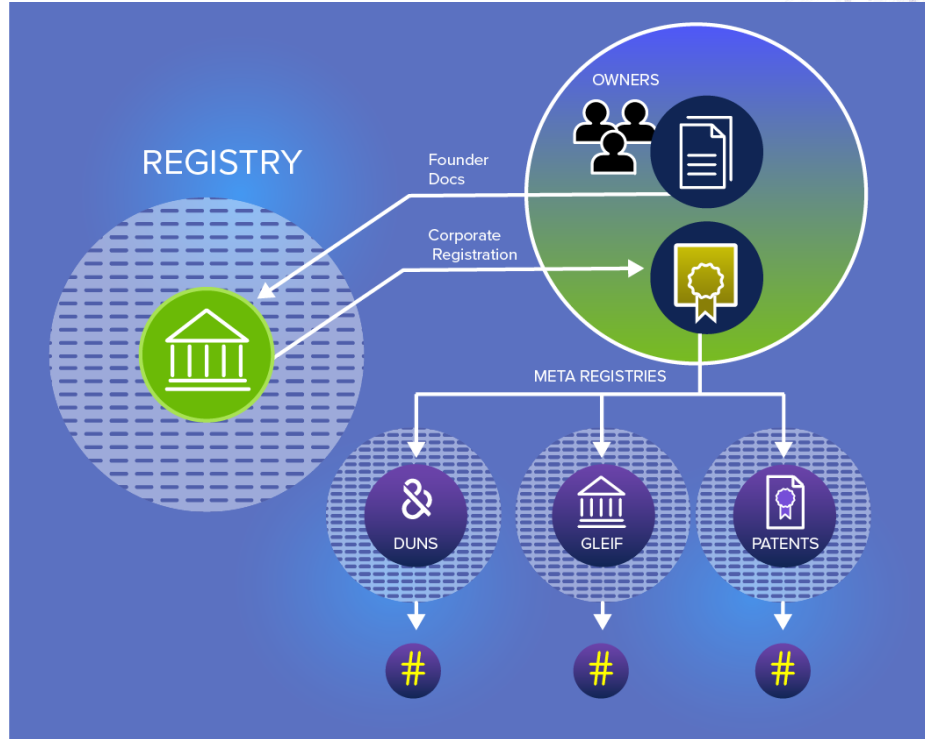 OWNERS
REGISTRY
Founder
Docs
Corporate
Registration
META REGISTRIES
DUNS
GLEIF
PATENTS
#
#
#